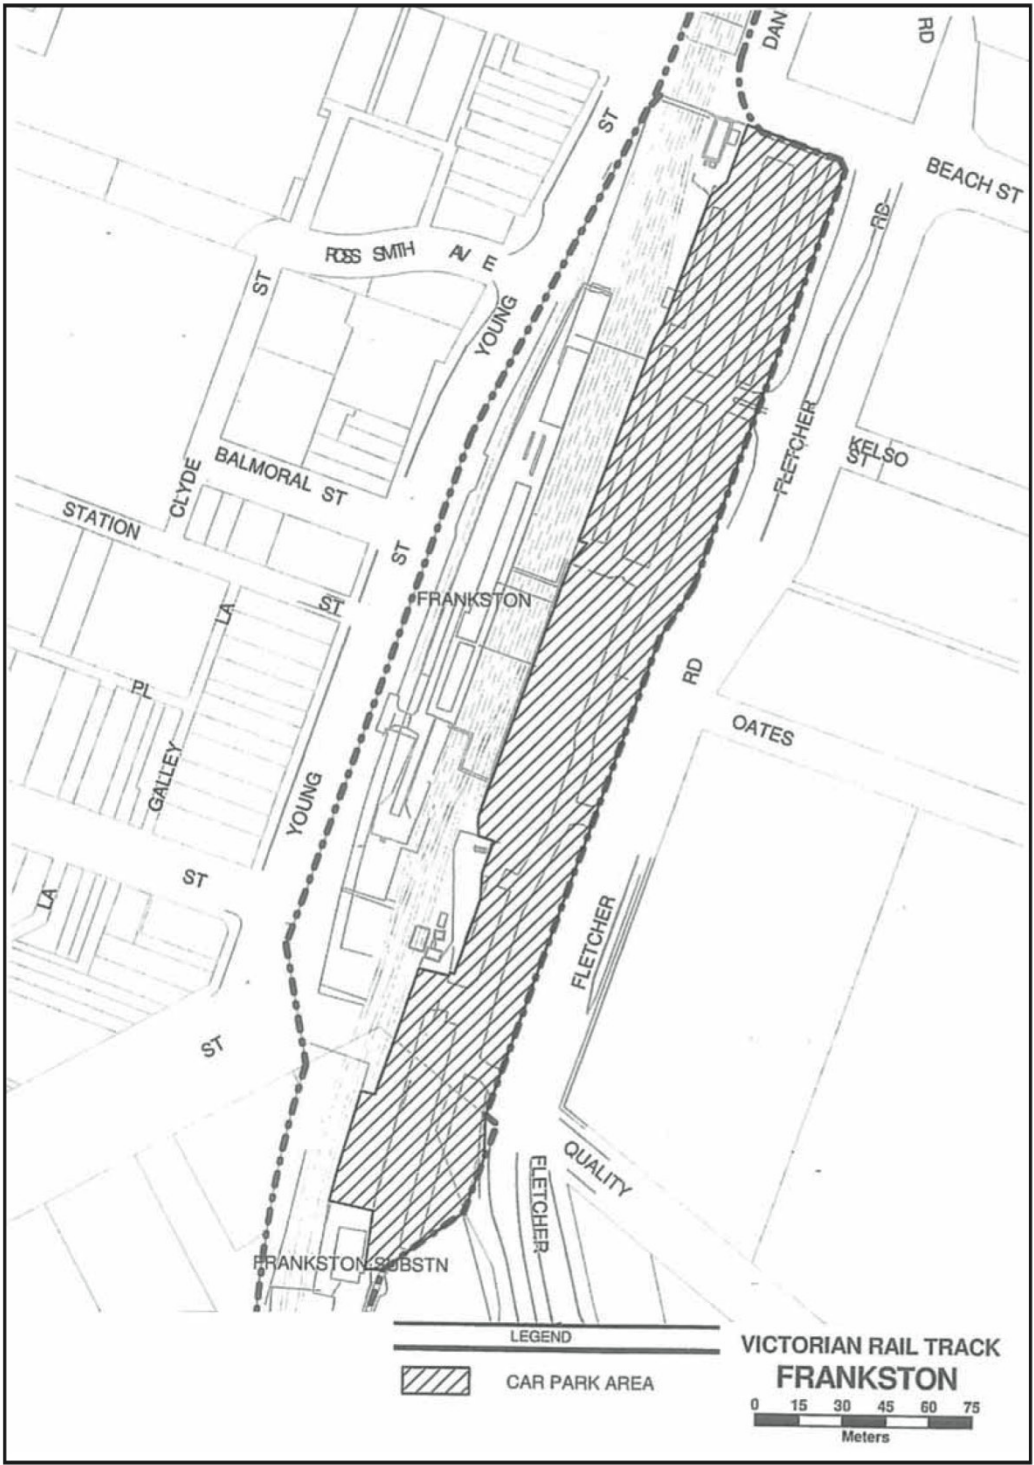 DAN
RD
ST
BEACH ST
RD
ROSS SMITH AVE
ST
YOUNG
FLETCHER
KELSO
ST
BALMORAL ST
CLYDE
STATION
ST
ST
FRANKSTON
LA
RD
PL
OATES
GALLEY
YOUNG
ST
LA
FLETCHER
ST
QUALITY
FLETCHER
FRANKSTON SUBSTN
LEGEND
CAR PARK AREA
VICTORIAN RAIL TRACK
FRANKSTON
0 15 30 45 60 75
Meters